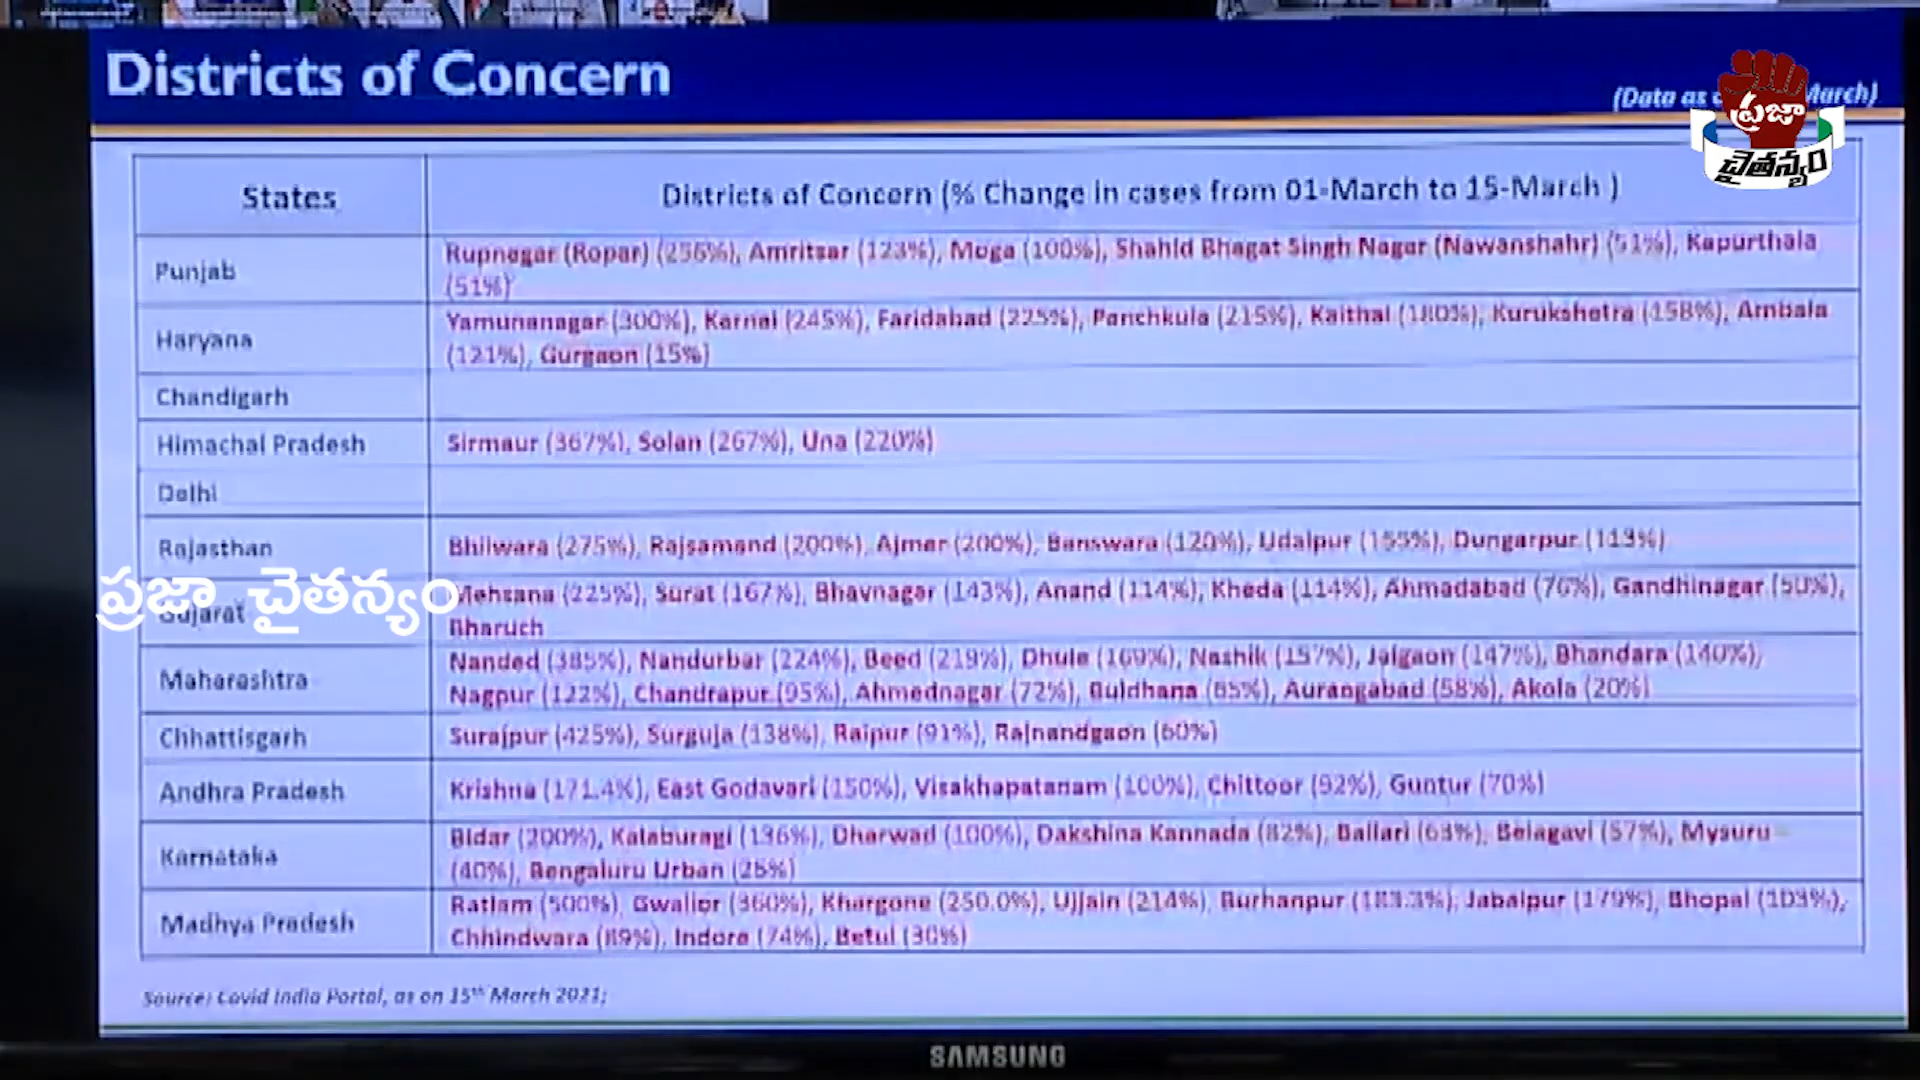 Districts of Concern
(Data as March)
ప్రజా
చైతన్యం
States
Districts of Concern (% Change in cases from 01-March to 15-March )
Punjab
Rupnagar (Ropar) (256%), Amritsar (123%), Moga (100%), Shahid Bhagat Singh Nagar (Nawanshahr) (51%), Kapurthala
(51%)
Haryana
Yamunanagar (300%), Karnal (245%), Faridabad (225%), Panchkula (215%), Kaithal (180%), Kurukshetra (158%), Ambala
(121%), Gurgaon (15%)
Chandigarh
Himachal Pradesh
Sirmaur (367%), Solan (267%), Una (220%)
Delhi
Rajasthan
Bhilwara (275%), Rajsamand (200%), Ajmer (200%), Banswara (120%), Udaipur (155%), Dungarpur (113%)
ప్రజా చైతన్యం
Gujarat
Mehsana (225%), Surat (167%), Bhavnagar (143%), Anand (114%), Kheda (114%), Ahmadabad (76%), Gandhinagar (50%),
Bharuch
Maharashtra
Nanded (385%), Nandurbar (224%), Beed (219%), Dhule (169%), Nashik (157%), Jalgaon (147%), Bhandara (140%),
Nagpur (122%), Chandrapur (95%), Ahmednagar (72%), Buldhana (65%), Aurangabad (58%), Akola (20%)
Chhattisgarh
Surajpur (425%), Surguja (138%), Raipur (91%), Rajnandgaon (60%)
Andhra Pradesh
Krishna (171.4%), East Godavari (150%), Visakhapatanam (100%), Chittoor (92%), Guntur (70%)
Karnataka
Bidar (200%), Kalaburagi (136%), Dharwad (100%), Dakshina Kannada (82%), Ballari (63%), Belagavi (57%), Mysuru
(40%), Bengaluru Urban (25%)
Madhya Pradesh
Ratlam (500%), Gwalior (360%), Khargone (250.0%), Ujjain (214%), Burhanpur (183.3%), Jabalpur (179%), Bhopal (103%),
Chhindwara (89%), Indore (74%), Betul (30%)
Source: Covid India Portal, as on 15th March 2021;
SAMSUNG